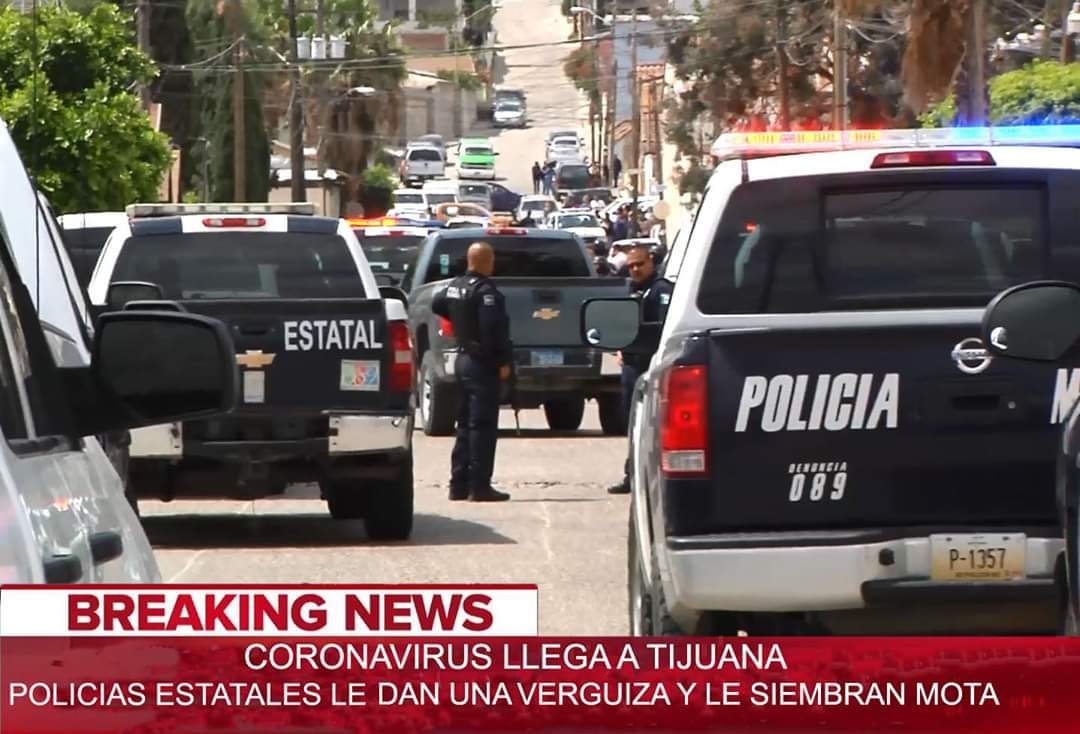 ESTATAL
POLICIA
DENUNCIA
089
M
P-1357
BREAKING NEWS
CORONAVIRUS LLEGA A TIJUANA
POLICIAS ESTATALES LE DAN UNA VERGUIZA Y LE SIEMBRAN MOTA